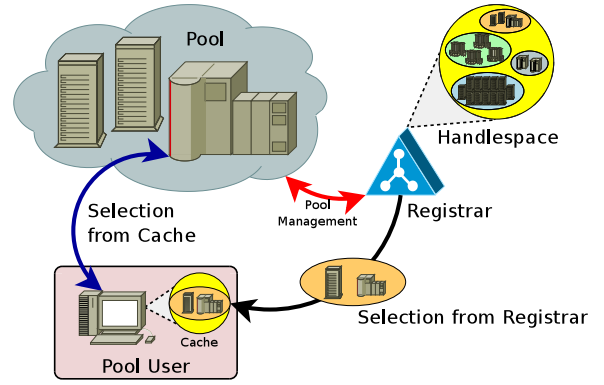 Pool
Handlespace
Selection
from Cache
Pool
Management
Registrar
Selection from Registrar
Cache
Pool User